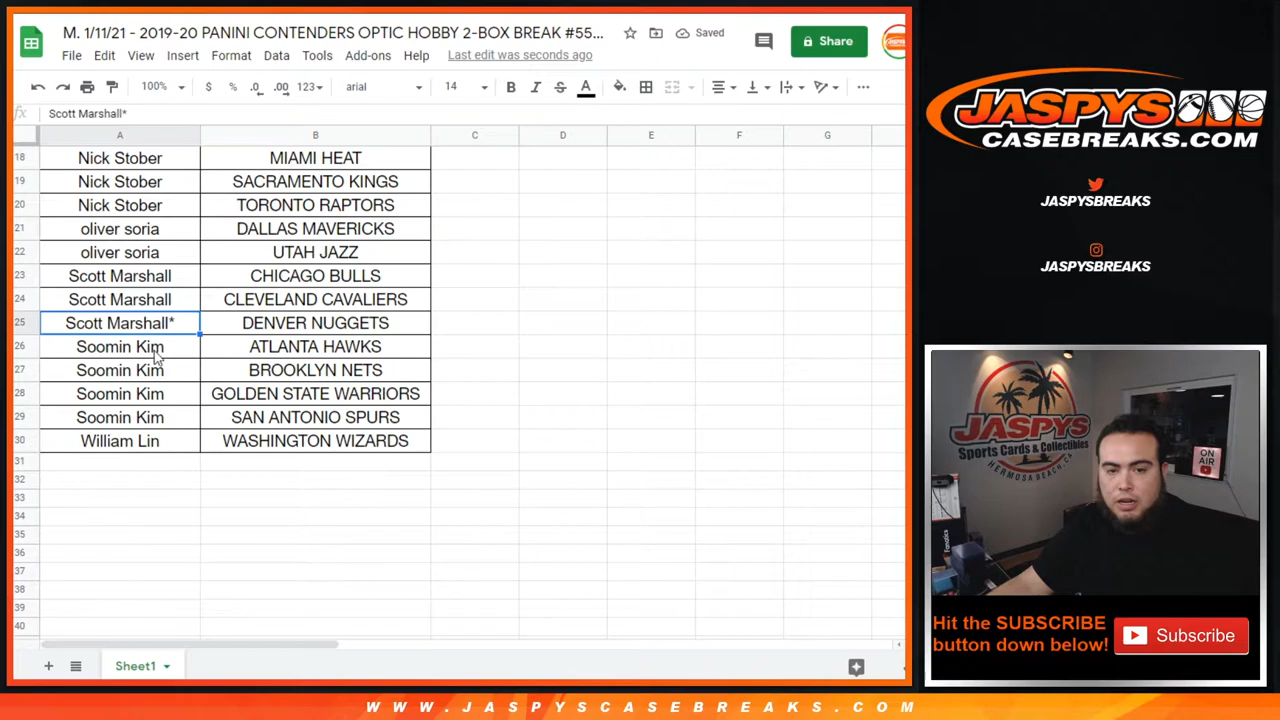 M. 1/11/21 - 2019-20 PANINI CONTENDERS OPTIC HOBBY 2-BOX BREAK #55...
Saved
Share
File Edit View Insert Format Data Tools Add-ons Help Last edit was seconds ago
100% $ % .0 .00 123 arial 14 B I S A
fx Scott Marshall*
A B C D E F G
18 Nick Stober MIAMI HEAT
19 Nick Stober SACRAMENTO KINGS
20 Nick Stober TORONTO RAPTORS
21 oliver soria DALLAS MAVERICKS
22 oliver soria UTAH JAZZ
23 Scott Marshall CHICAGO BULLS
24 Scott Marshall CLEVELAND CAVALIERS
25 Scott Marshall* DENVER NUGGETS
26 Soomin Kim ATLANTA HAWKS
27 Soomin Kim BROOKLYN NETS
28 Soomin Kim GOLDEN STATE WARRIORS
29 Soomin Kim SAN ANTONIO SPURS
30 William Lin WASHINGTON WIZARDS
31
32
33
34
35
36
37
38
39
40
Sheet1
JASPYS
CASEBREAKS.COM
JASPYSBREAKS
JASPYSBREAKS
JASPYS
Sports Cards & Collectibles
HERMOSA BEACH, CA
ON AIR
Fanatics
Hit the SUBSCRIBE
button down below!
Subscribe
WWW.JASPYSCASEBREAKS.COM